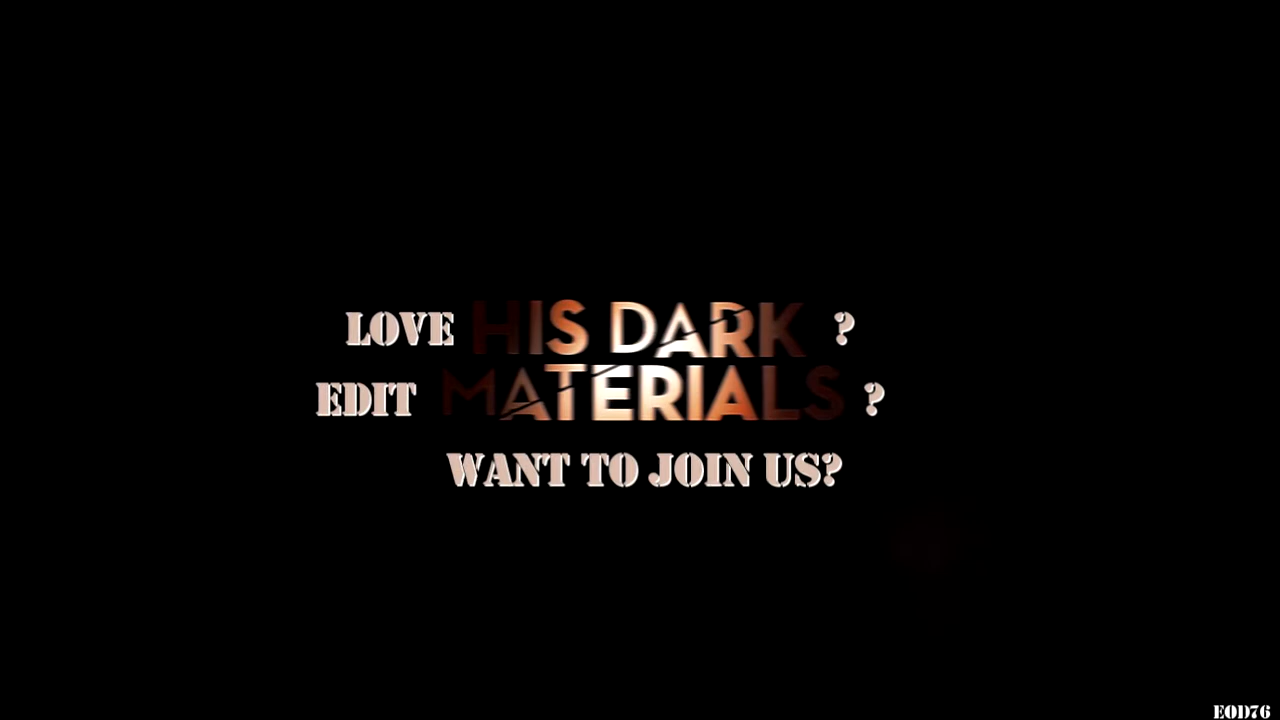 LOVE HIS DARK ?
EDIT MATERIALS ?
WANT TO JOIN US?
EOD76